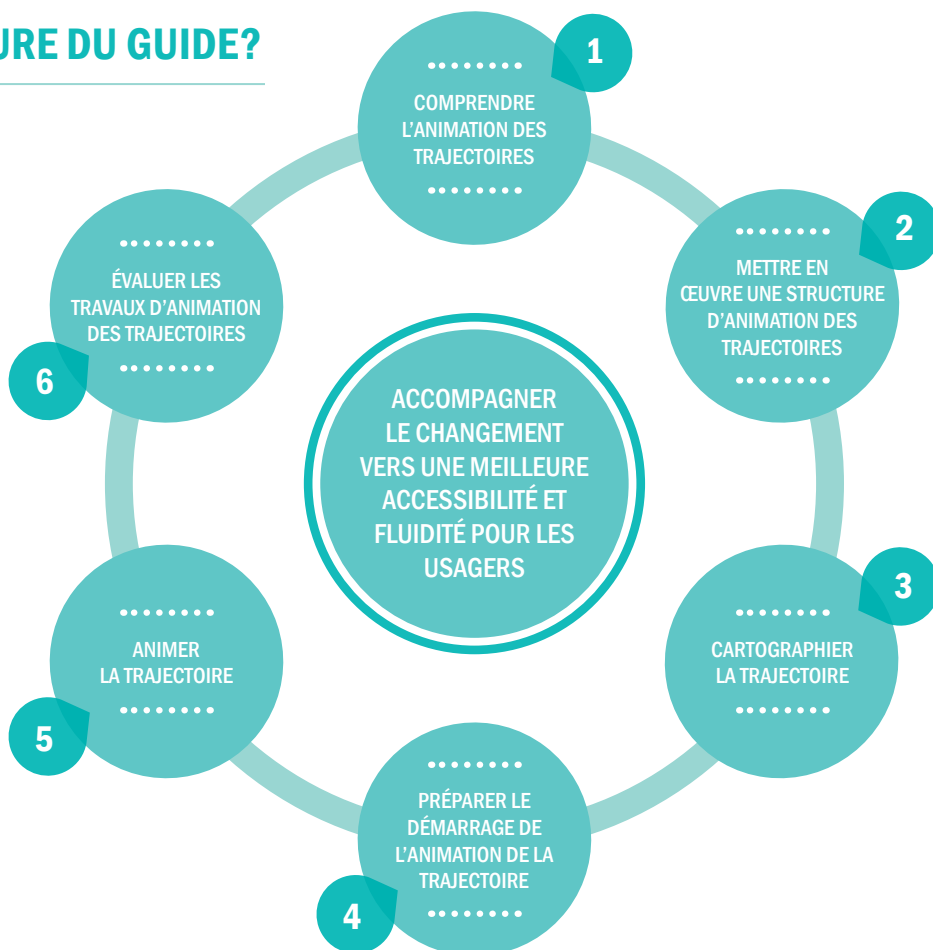 URE DU GUIDE?
1
COMPRENDRE
L'ANIMATION DES
TRAJECTOIRES
2
METTRE EN
ŒUVRE UNE STRUCTURE
D'ANIMATION DES
TRAJECTOIRES
3
CARTOGRAPHIER
LA TRAJECTOIRE
4
PRÉPARER LE
DÉMARRAGE DE
L'ANIMATION DE LA
TRAJECTOIRE
5
ANIMER
LA TRAJECTOIRE
6
ÉVALUER LES
TRAVAUX D'ANIMATION
DES TRAJECTOIRES
ACCOMPAGNER
LE CHANGEMENT
VERS UNE MEILLEURE
ACCESSIBILITÉ ET
FLUIDITÉ POUR LES
USAGERS